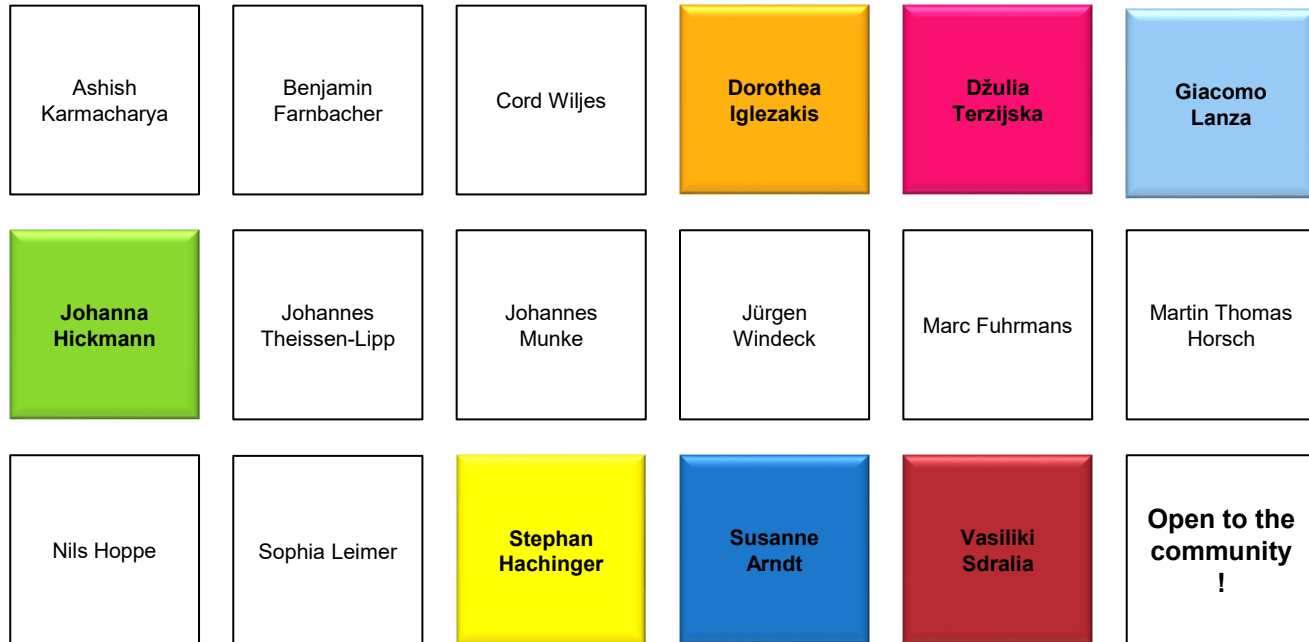 Ashish
Karmacharya
Benjamin
Farnbacher
Cord Wiljes
Dorothea
Iglezakis
Džulia
Terzijska
Giacomo
Lanza
Johanna
Hickmann
Johannes
Theissen-Lipp
Johannes
Munke
Jürgen
Windeck
Marc Fuhrmans
Martin Thomas
Horsch
Nils Hoppe
Sophia Leimer
Stephan
Hachinger
Susanne
Arndt
Vasiliki
Sdralia
Open to the
community
!